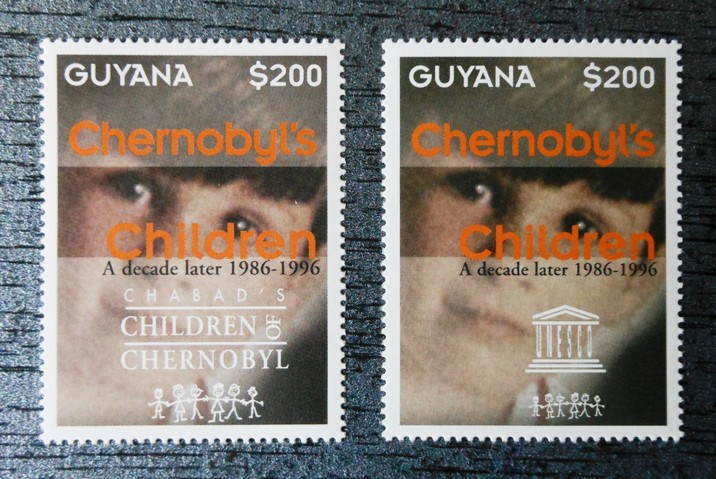 GUYANA $200
Chernobyl's
Children
A decade later 1986-1996
CHABAD'S
CHILDREN OF
CHERNOBYL
GUYANA $200
Chernobyl's
Children
A decade later 1986-1996
UNESCO